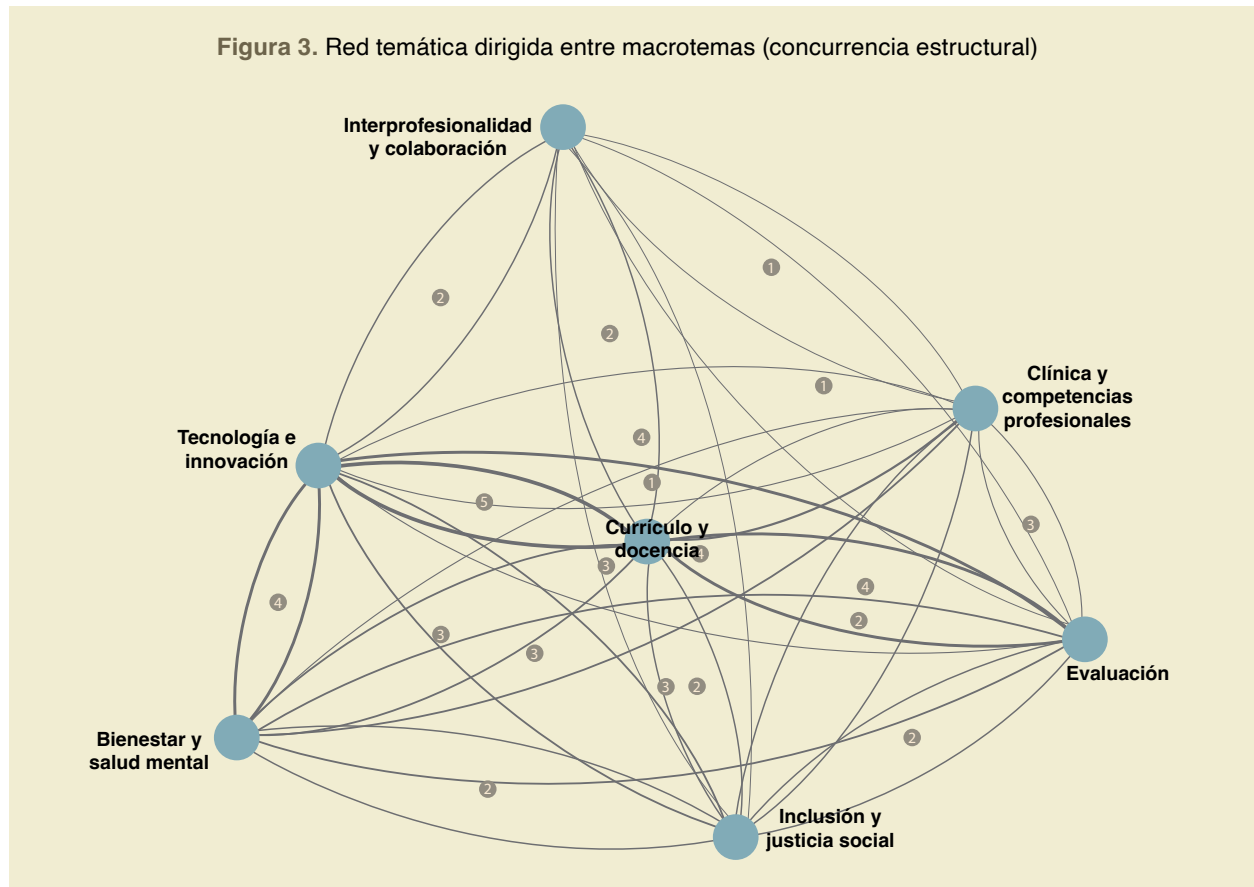 Figura 3. Red temática dirigida entre macrotemas (concurrencia estructural)
Interprofesionalidad
y colaboración
1
2
2
Clínica y
competencias
profesionales
1
Tecnología e
innovación
4
1
5
3
Currículo y
docencia
4
3
4
4
2
3
3
Evaluación
3
2
2
Bienestar y
salud mental
2
Inclusión y
justicia social